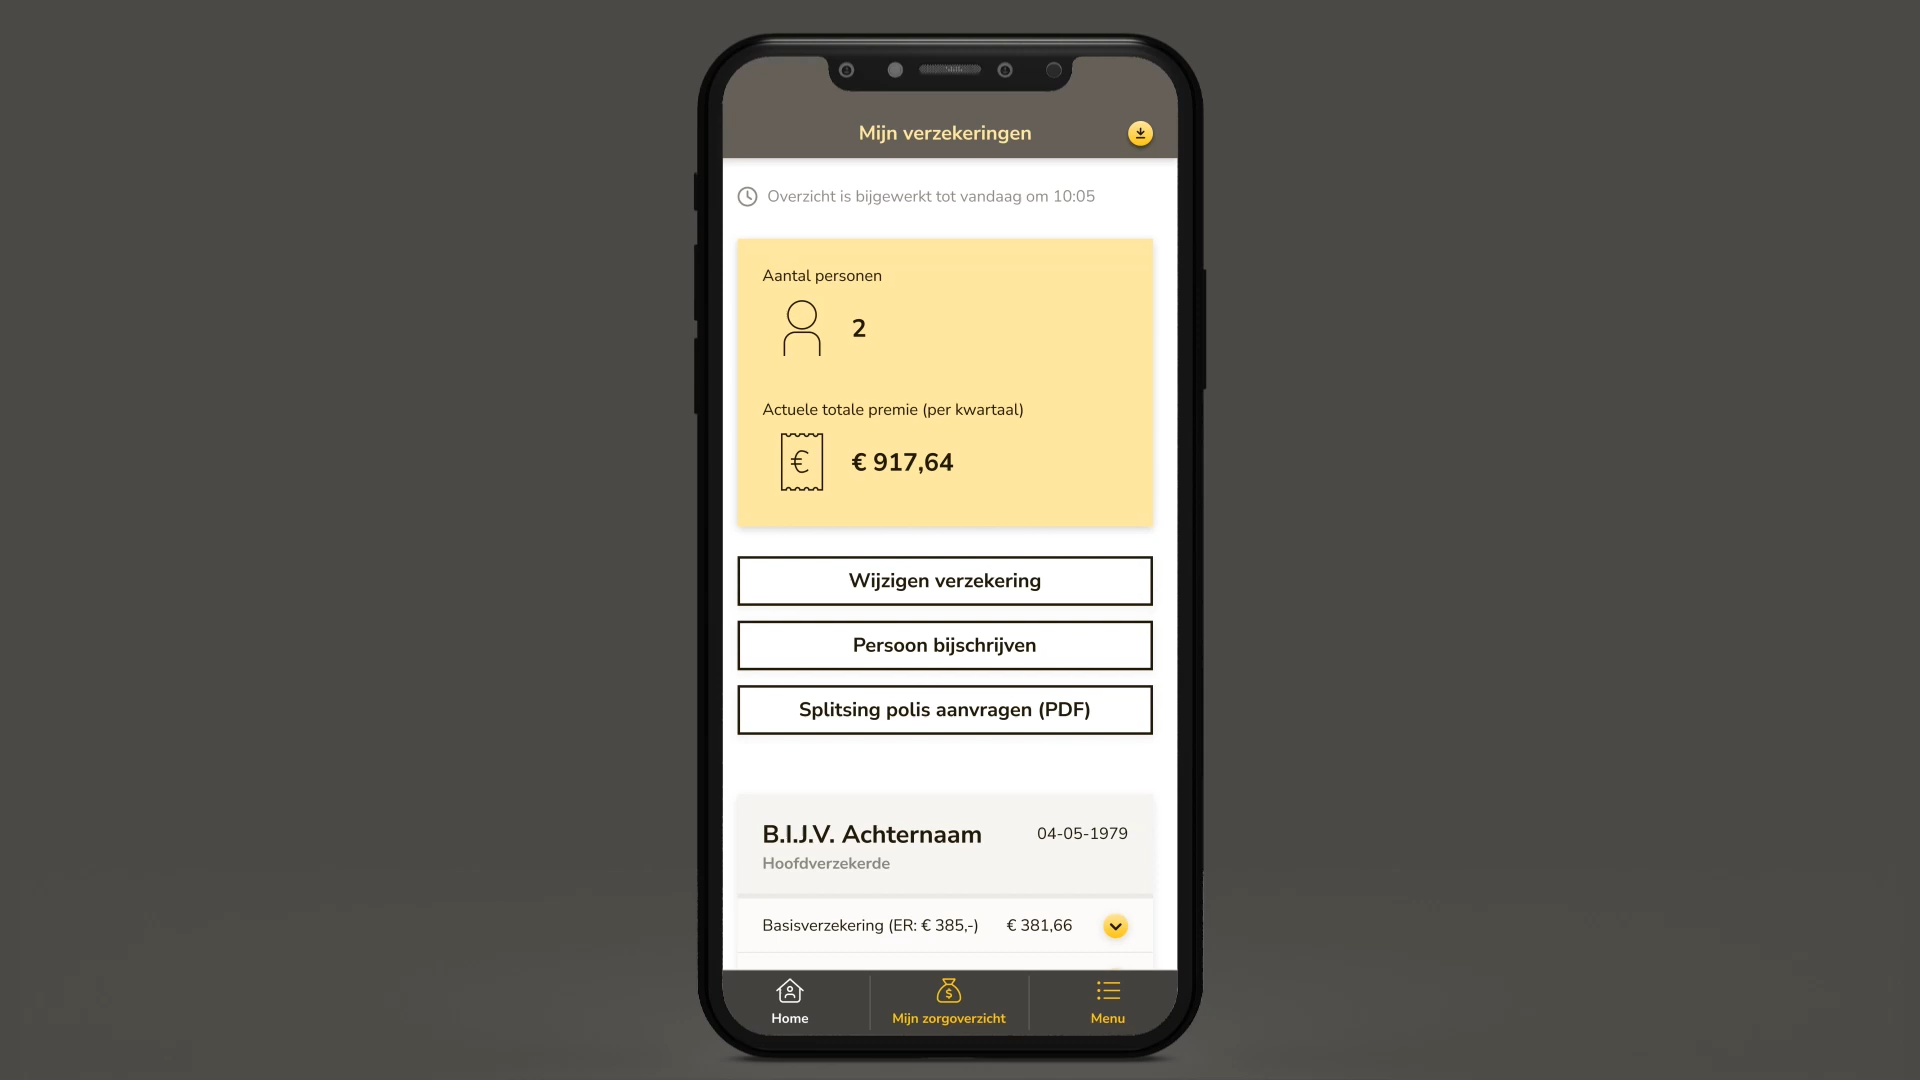 Mijn verzekeringen
Overzicht is bijgewerkt tot vandaag om 10:05
Aantal personen
2
Actuele totale premie (per kwartaal)
€
€ 917,64
Wijzigen verzekering
Persoon bijschrijven
Splitsing polis aanvragen (PDF)
B.I.J.V. Achternaam 04-05-1979
Hoofdverzekerde
Basisverzekering (ER: € 385,-) € 381,66
$
Home Mijn zorgoverzicht Menu